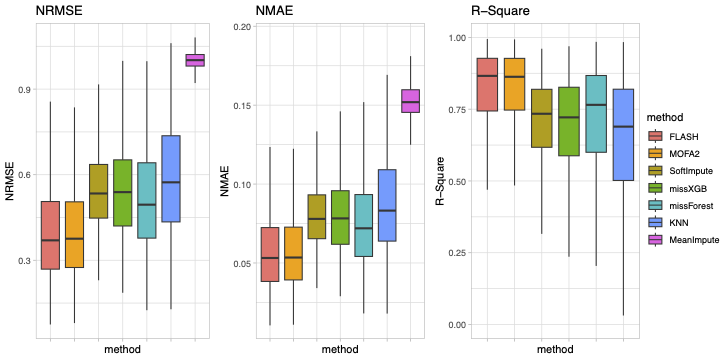 NRMSE
NRMSE
0.9
0.6
0.3
method
NMAE
NMAE
0.20
0.15
0.10
0.05
method
R−Square
R−Square
1.00
0.75
0.50
0.25
0.00
method
method
FLASH
MOFA2
SoftImpute
missXGB
missForest
KNN
MeanImpute